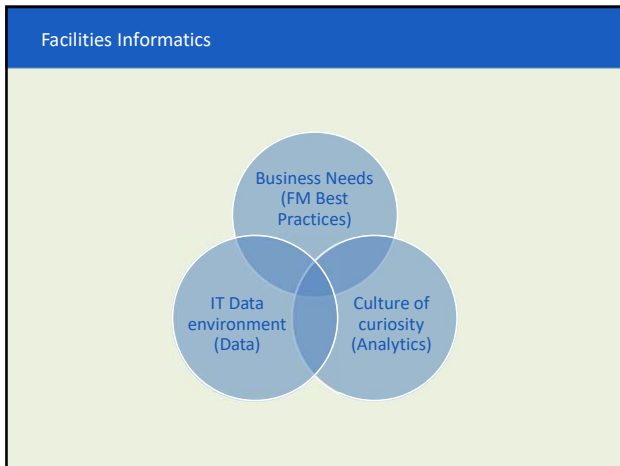 Facilities Informatics
Business Needs
(FM Best
Practices)
IT Data
environment
(Data)
Culture of
curiosity
(Analytics)